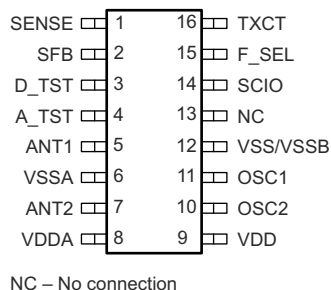 SENSE 1 16 TXCT
SFB 2 15 F_SEL
D_TST 3 14 SCIO
A_TST 4 13 NC
ANT1 5 12 VSS/VSSB
VSSA 6 11 OSC1
ANT2 7 10 OSC2
VDDA 8 9 VDD
NC – No connection